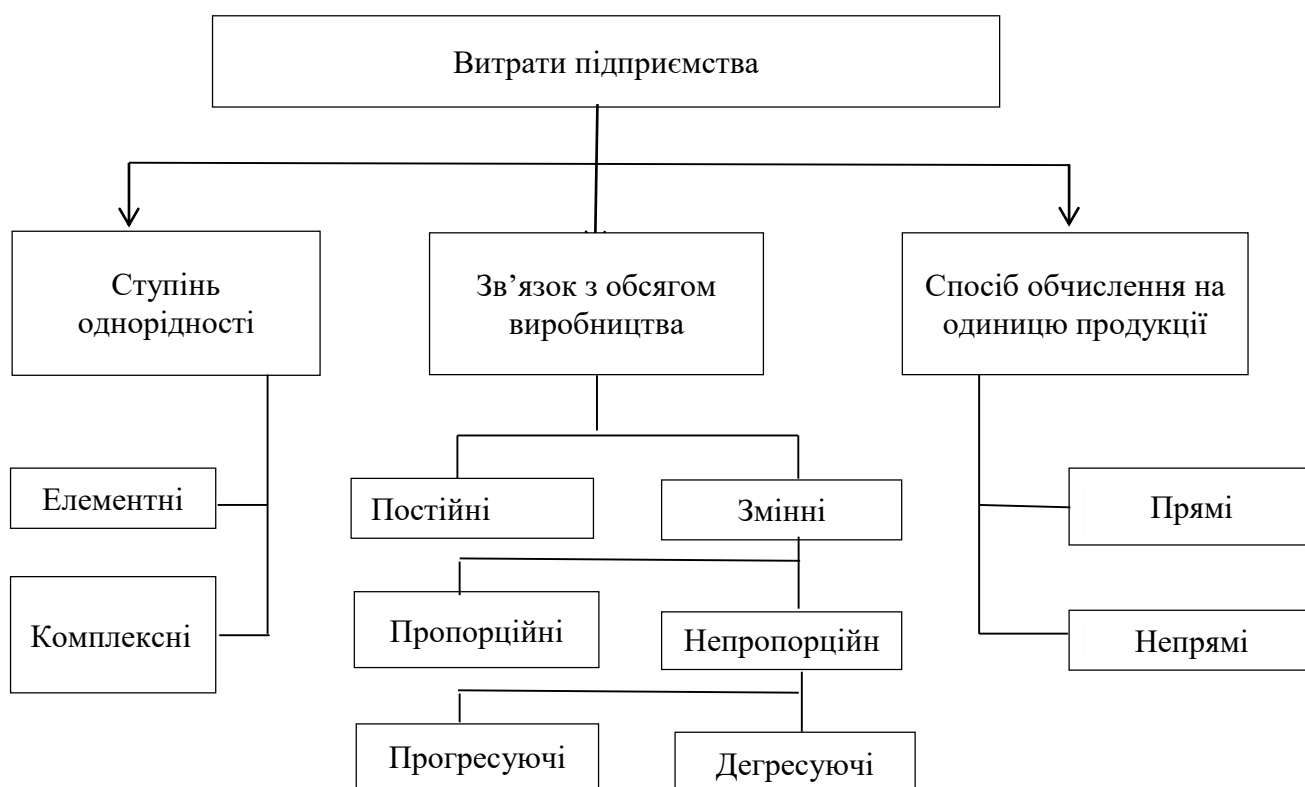 Витрати підприємства
Ступінь
однорідності
Зв’язок з обсягом
виробництва
Спосіб обчислення на
одиницю продукції
Елементні
Постійні
Змінні
Прямі
Комплексні
Пропорційні
Непропорційн
Непрямі
Прогресуючі
Дегресуючі